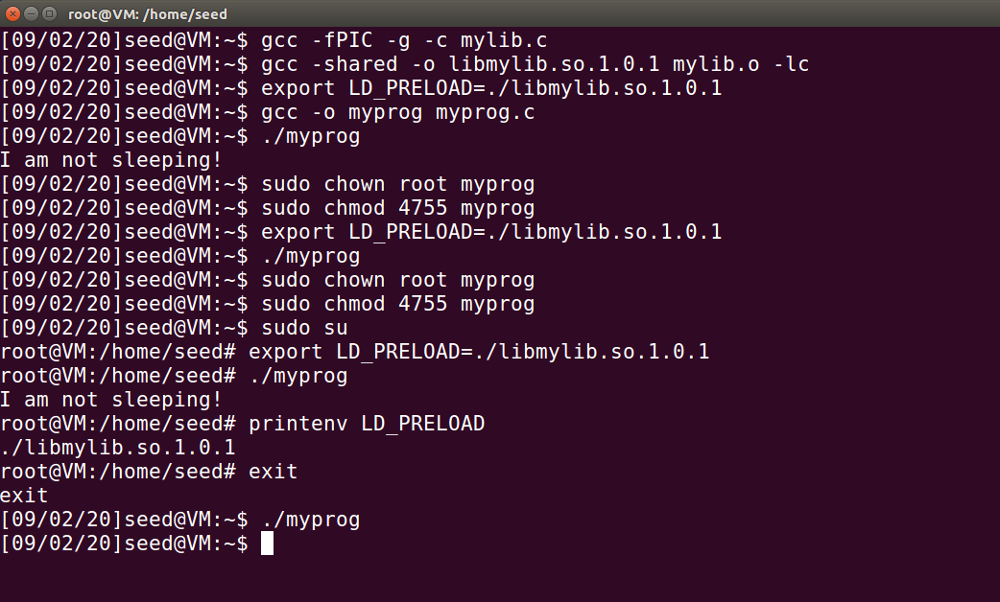 root@VM: /home/seed
[09/02/20]seed@VM:~$ gcc -fPIC -g -c mylib.c
[09/02/20]seed@VM:~$ gcc -shared -o libmylib.so.1.0.1 mylib.o -lc
[09/02/20]seed@VM:~$ export LD_PRELOAD=./libmylib.so.1.0.1
[09/02/20]seed@VM:~$ gcc -o myprog myprog.c
[09/02/20]seed@VM:~$ ./myprog
I am not sleeping!
[09/02/20]seed@VM:~$ sudo chown root myprog
[09/02/20]seed@VM:~$ sudo chmod 4755 myprog
[09/02/20]seed@VM:~$ export LD_PRELOAD=./libmylib.so.1.0.1
[09/02/20]seed@VM:~$ ./myprog
[09/02/20]seed@VM:~$ sudo chown root myprog
[09/02/20]seed@VM:~$ sudo chmod 4755 myprog
[09/02/20]seed@VM:~$ sudo su
root@VM:/home/seed# export LD_PRELOAD=./libmylib.so.1.0.1
root@VM:/home/seed# ./myprog
I am not sleeping!
root@VM:/home/seed# printenv LD_PRELOAD
./libmylib.so.1.0.1
root@VM:/home/seed# exit
exit
[09/02/20]seed@VM:~$ ./myprog
[09/02/20]seed@VM:~$